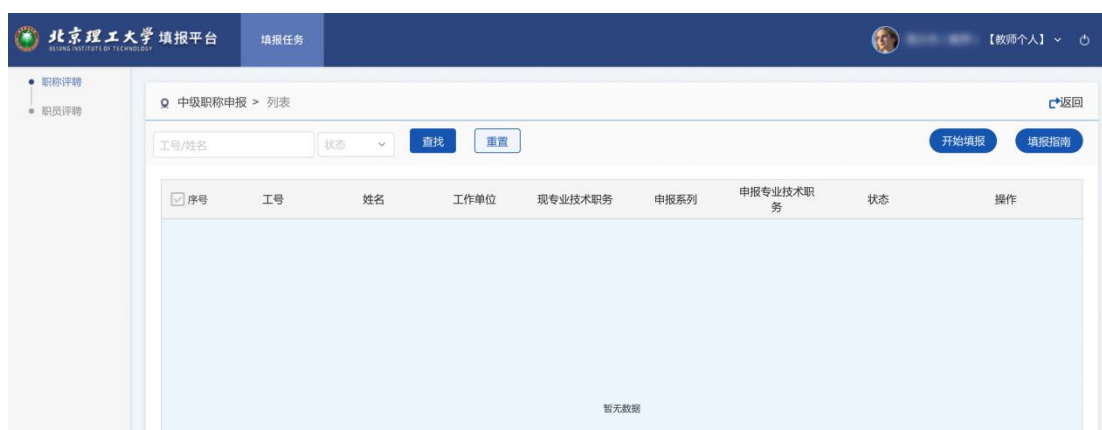 北京理工大学 填报平台
BEIJING INSTITUTE OF TECHNOLOGY
填报任务
【教师个人】
职称评聘
职员评聘
中级职称申报 > 列表
返回
工号/姓名
状态
查找
重置
开始填报
填报指南
序号 工号 姓名 工作单位 现专业技术职务 申报系列 申报专业技术职
务
状态 操作
暂无数据